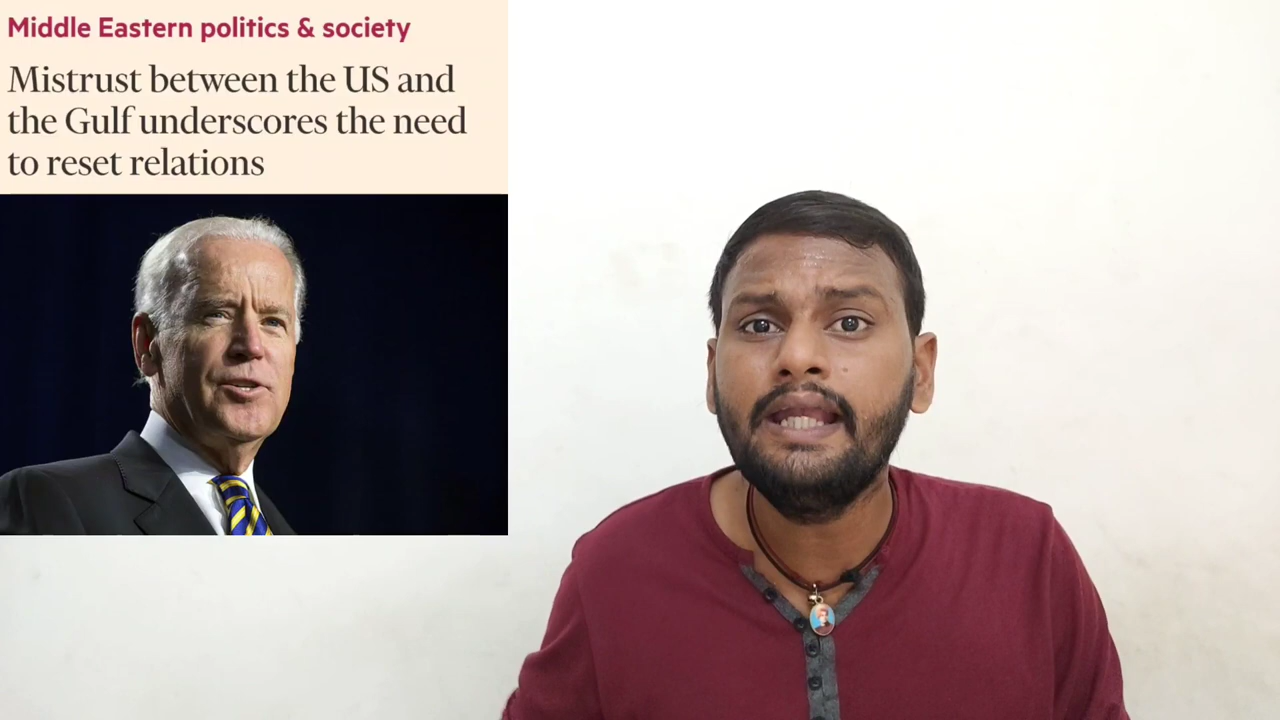 Middle Eastern politics & society
Mistrust between the US and
the Gulf underscores the need
to reset relations